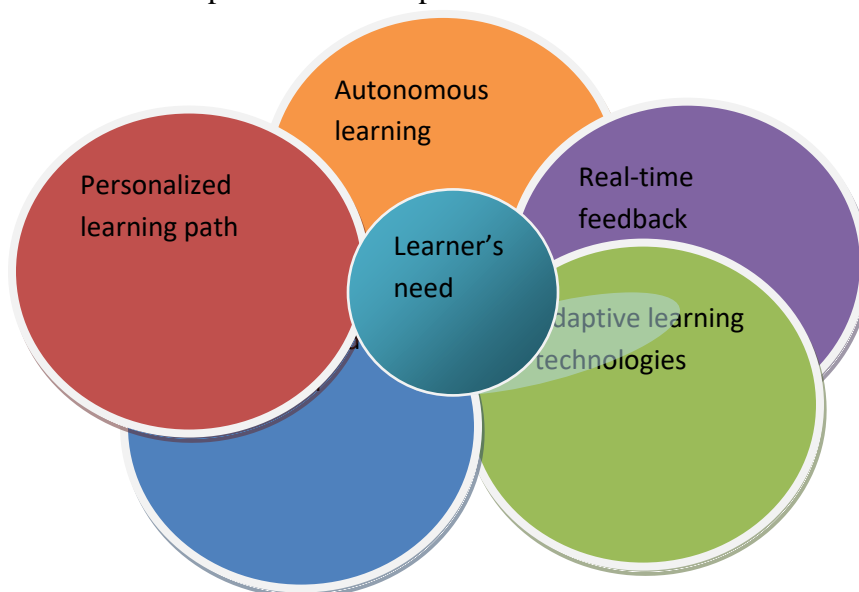 Autonomous
learning
Personalized
learning path
Real-time
feedback
Learner's
need
daptive learning
technologies